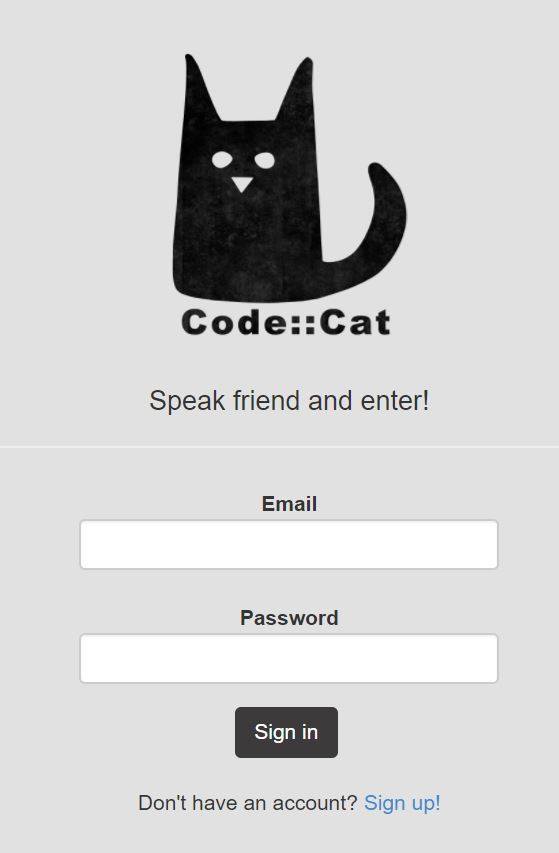 Code::Cat
Speak friend and enter!
Email
Password
Sign in
Don't have an account? Sign up!